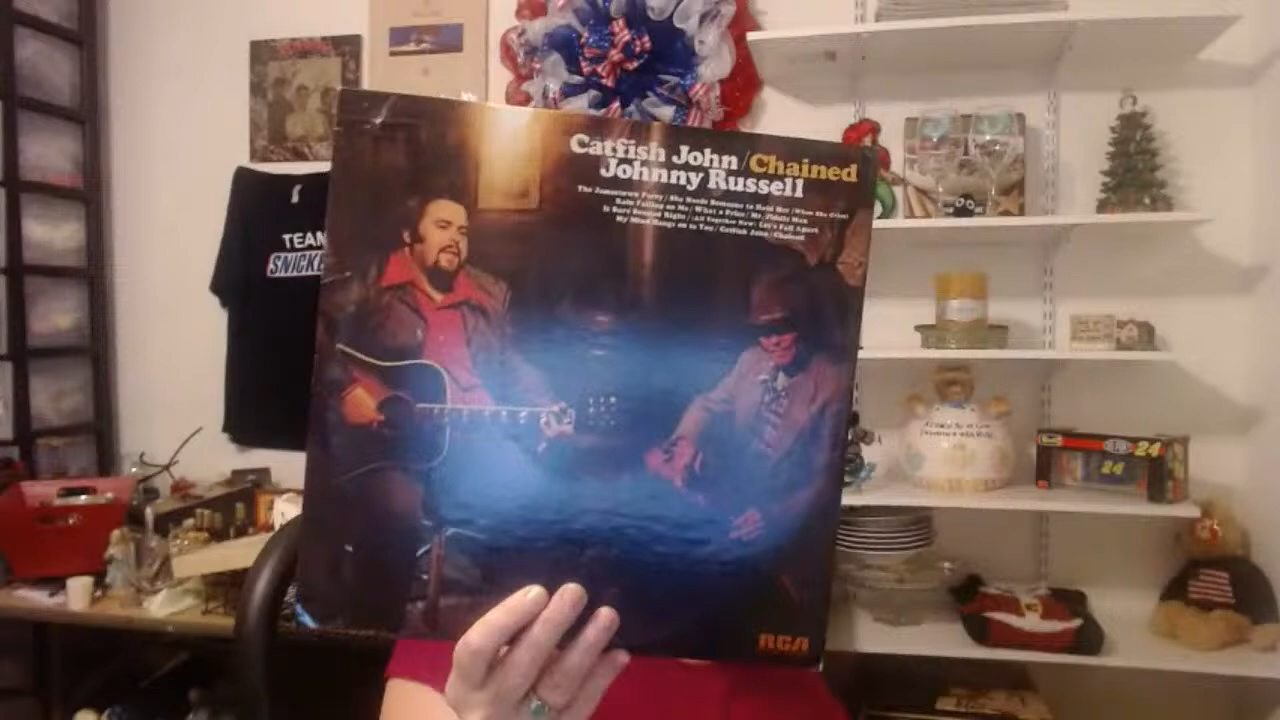 Catfish John/Chained
Johnny Russell
The Jamestown Ferry/She Needs Someone to Hold Her (When She Cries)
Rain Falling on Me/What a Price/Mr. Fiddle Man
It Sure Seemed Right/(All Together Now) Let's Fall Apart
My Mind Hangs on to You/Catfish John/Chained
RCA
TEAM
SNICKE
24
24